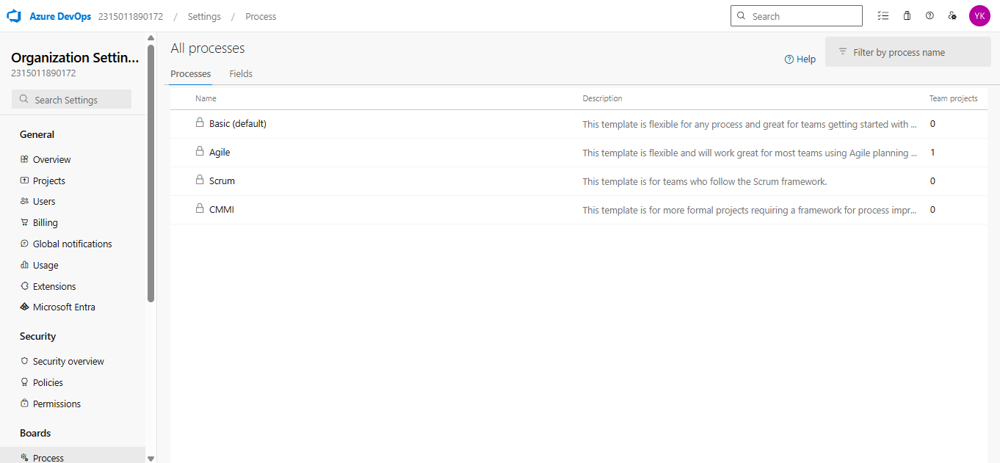 Azure DevOps 2315011890172 / Settings / Process
Search
YK
Organization Settin...
2315011890172
Search Settings
General
Overview
Projects
Users
Billing
Global notifications
Usage
Extensions
Microsoft Entra
Security
Security overview
Policies
Permissions
Boards
Process
All processes
Help
Filter by process name
Processes Fields
Name Description Team projects
Basic (default) This template is flexible for any process and great for teams getting started with ... 0
Agile This template is flexible and will work great for most teams using Agile planning ... 1
Scrum This template is for teams who follow the Scrum framework. 0
CMMI This template is for more formal projects requiring a framework for process impr... 0